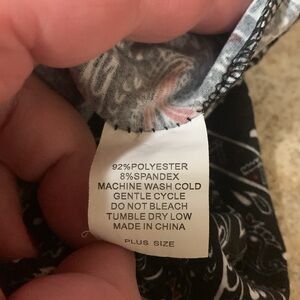 92%POLYESTER
8%SPANDEX
MACHINE WASH COLD
GENTLE CYCLE
DO NOT BLEACH
TUMBLE DRY LOW
MADE IN CHINA
PLUS SIZE